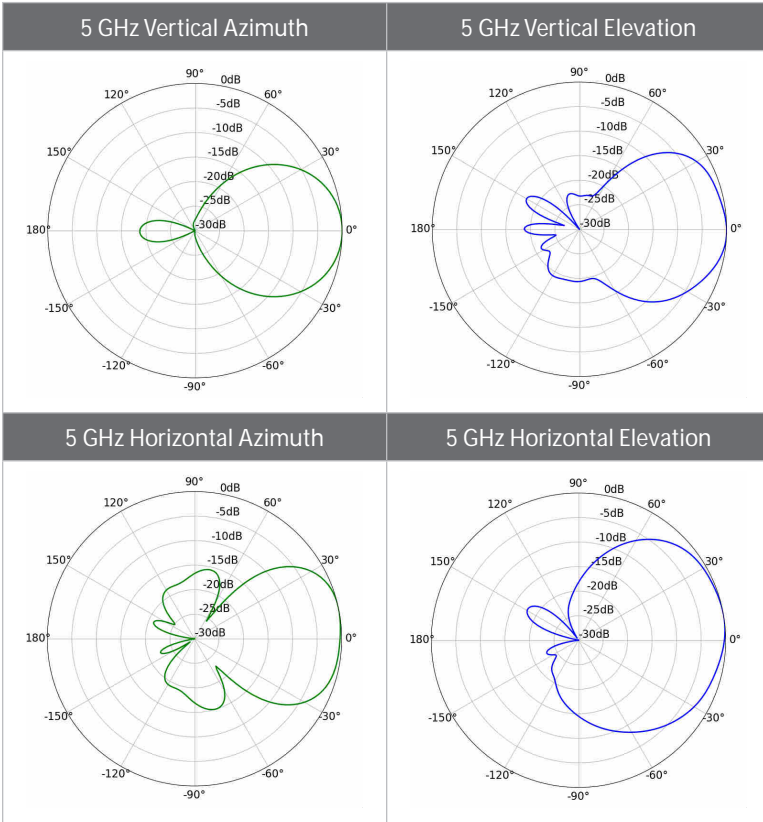 5 GHz Vertical Azimuth
5 GHz Vertical Elevation
90°
0dB
120°
60°
-5dB
-10dB
150°
-15dB
30°
-20dB
-25dB
180°
-30dB
0°
-150°
-30°
-120°
-60°
-90°
90°
0dB
120°
60°
-5dB
-10dB
150°
-15dB
30°
-20dB
-25dB
180°
-30dB
0°
-150°
-30°
-120°
-60°
-90°
5 GHz Horizontal Azimuth
5 GHz Horizontal Elevation
90°
0dB
120°
60°
-5dB
-10dB
150°
-15dB
30°
-20dB
-25dB
180°
-30dB
0°
-150°
-30°
-120°
-60°
-90°
90°
0dB
120°
60°
-5dB
-10dB
150°
-15dB
30°
-20dB
-25dB
180°
-30dB
0°
-150°
-30°
-120°
-60°
-90°